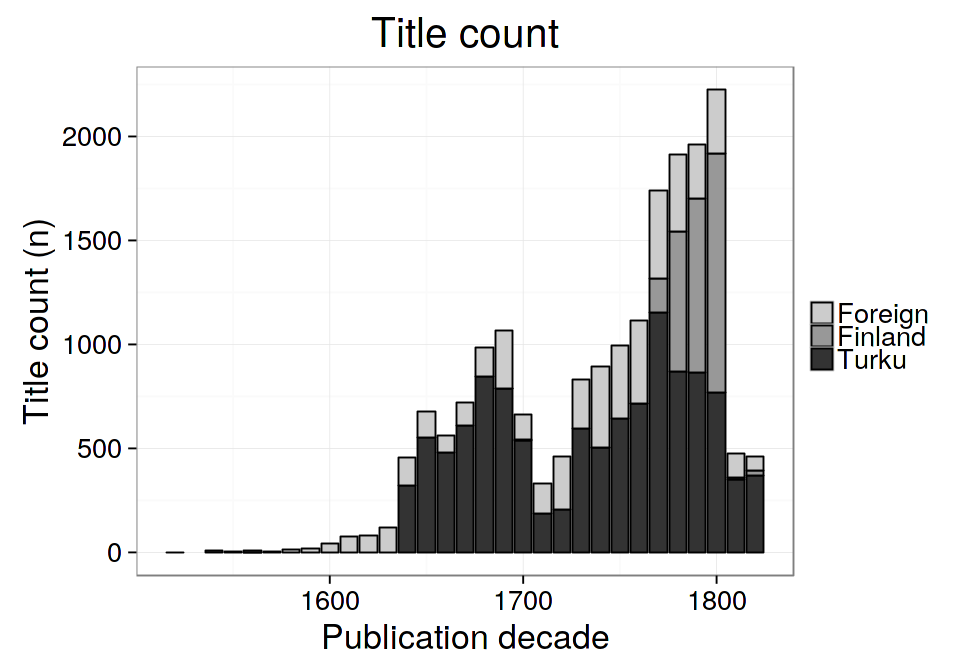 Title count
Title count (n)
2000
1500
1000
500
0
1600 1700 1800
Publication decade
Foreign
Finland
Turku